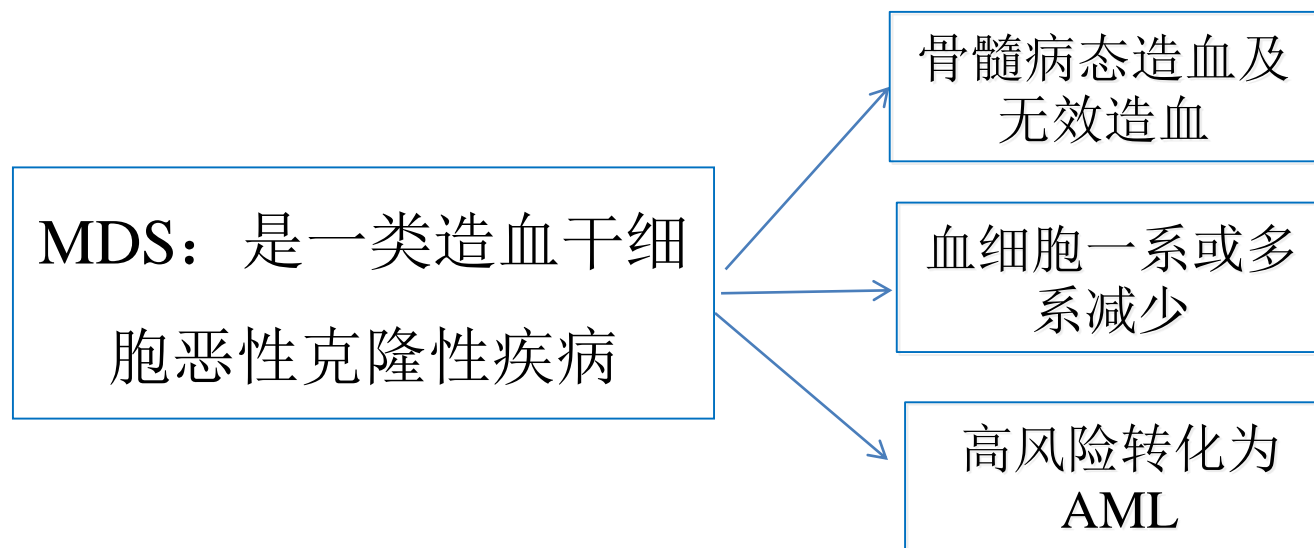 MDS：是一类造血干细
胞恶性克隆性疾病
骨髓病态造血及
无效造血
血细胞一系或多
系减少
高风险转化为
AML